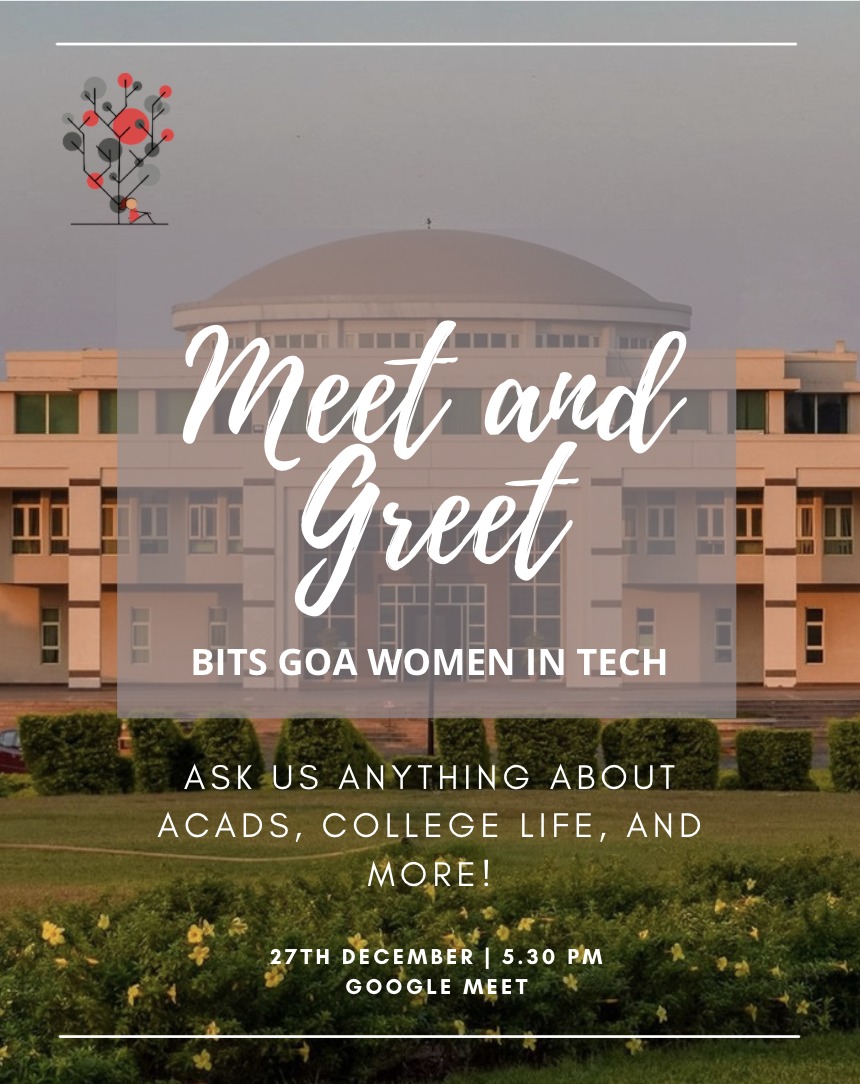 Meet and
Greet
BITS GOA WOMEN IN TECH
ASK US ANYTHING ABOUT
ACADS, COLLEGE LIFE, AND
MORE!
27TH DECEMBER | 5.30 PM
GOOGLE MEET